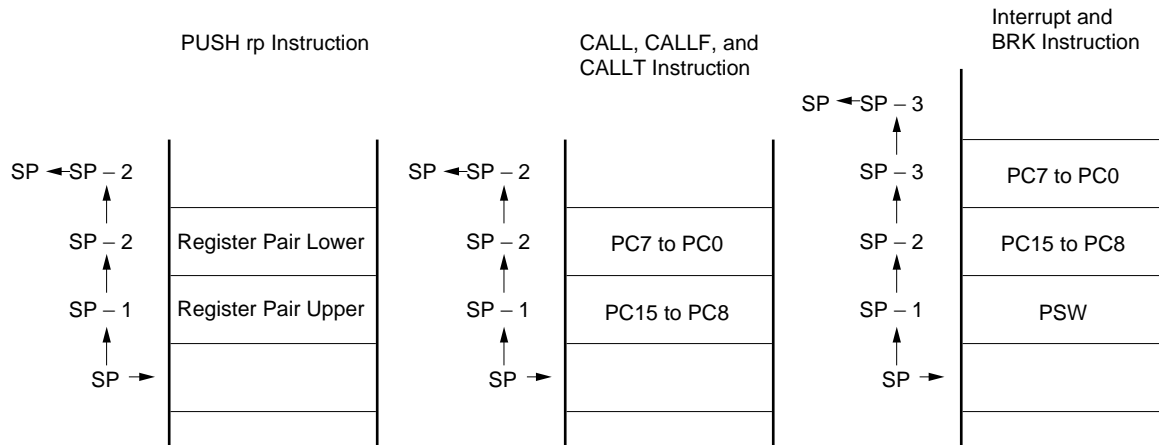 PUSH rp Instruction
SP SP – 2
SP – 2 Register Pair Lower
SP – 1 Register Pair Upper
SP
CALL, CALLF, and
CALLT Instruction
SP SP – 2
SP – 2 PC7 to PC0
SP – 1 PC15 to PC8
SP
Interrupt and
BRK Instruction
SP SP – 3
SP – 3 PC7 to PC0
SP – 2 PC15 to PC8
SP – 1 PSW
SP